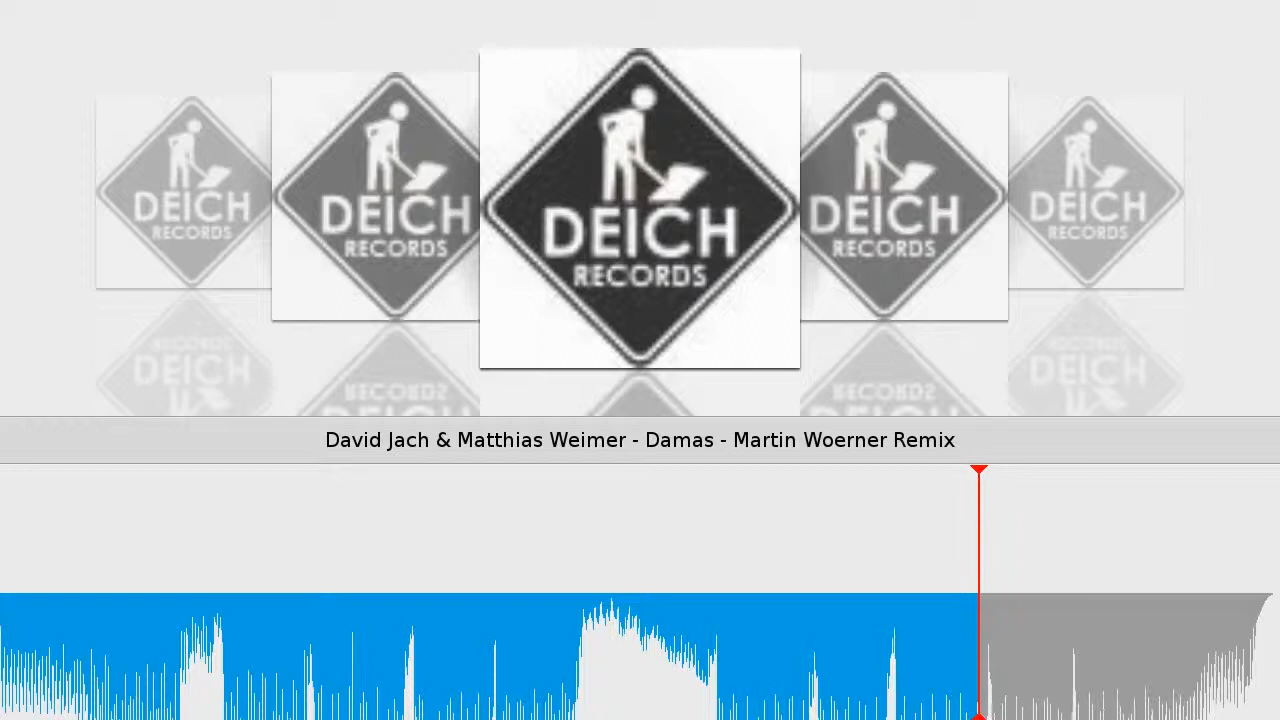 DEICH
RECORDS
DEICH
RECORDS
DEICH
RECORDS
DEICH
RECORDS
DEICH
RECORDS
David Jach & Matthias Weimer - Damas - Martin Woerner Remix